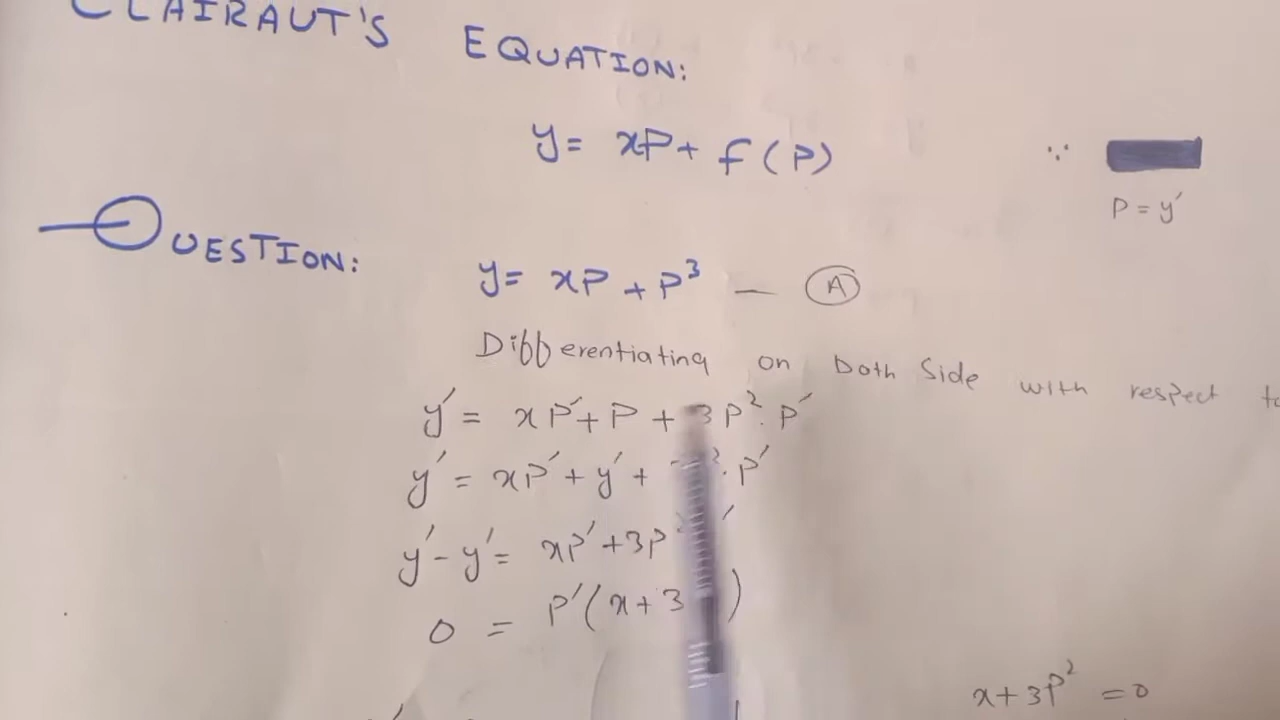 CLAIRAUT'S EQUATION:
y = xP + f(P)
∵
P = y′
QUESTION:
y = xP + P³ — (A)
Differentiating on both Side with respect to
y′ = xP′ + P + 3P². P′
y′ = xP′ + y′ + ². P′
y′ - y′ = xP′ + 3P
0 = P′(x + 3 )
x + 3P² = 0